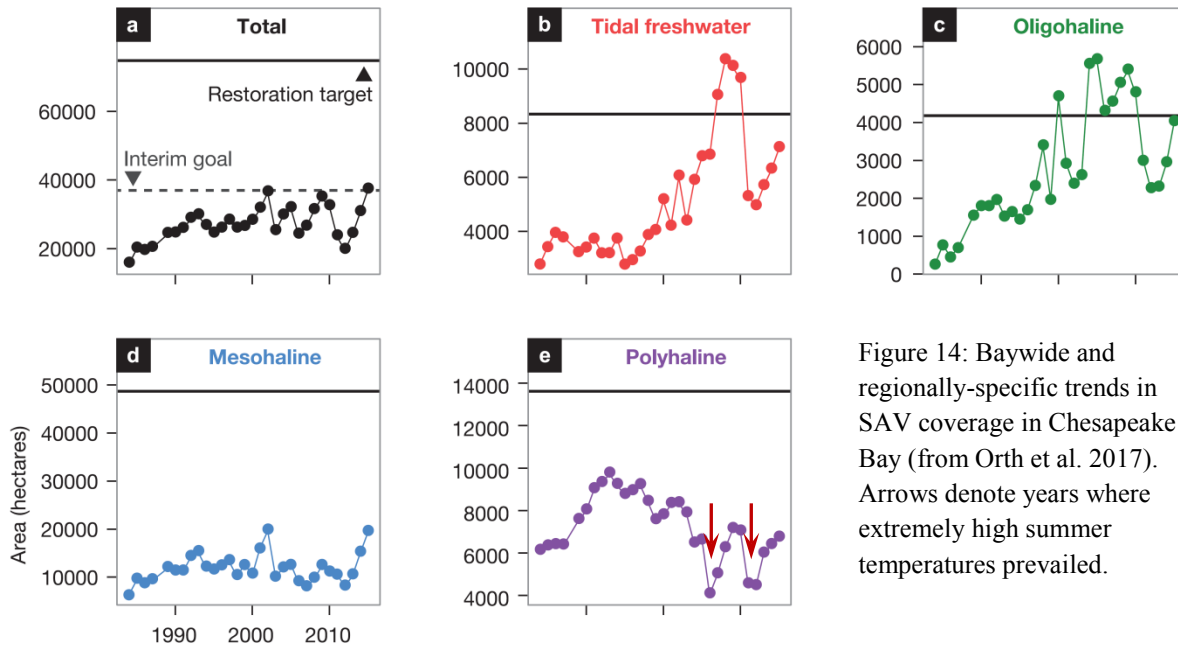 a
Total
Restoration target
Interim goal
60000
40000
20000
1990
2000
2010
b
Tidal freshwater
10000
8000
6000
4000
c
Oligohaline
6000
5000
4000
3000
2000
1000
0
d
Mesohaline
Area (hectares)
50000
40000
30000
20000
10000
1990
2000
2010
e
Polyhaline
14000
12000
10000
8000
6000
4000
Figure 14: Baywide and
regionally-specific trends in
SAV coverage in Chesapeake
Bay (from Orth et al. 2017).
Arrows denote years where
extremely high summer
temperatures prevailed.